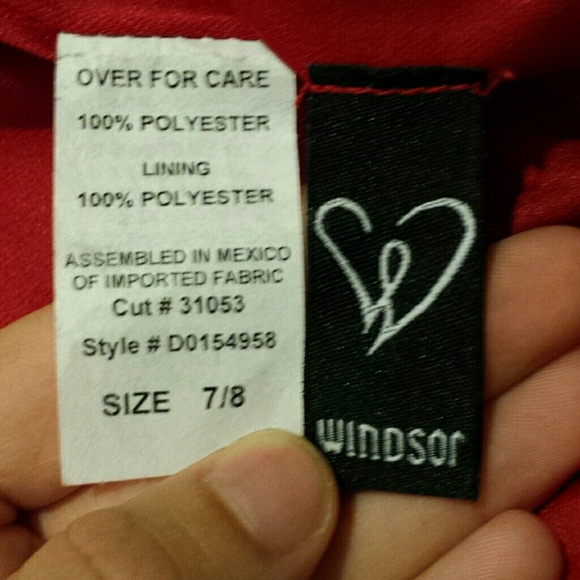 OVER FOR CARE
100% POLYESTER
LINING
100% POLYESTER
ASSEMBLED IN MEXICO
OF IMPORTED FABRIC
Cut # 31053
Style # D0154958
SIZE 7/8
WINDSOR